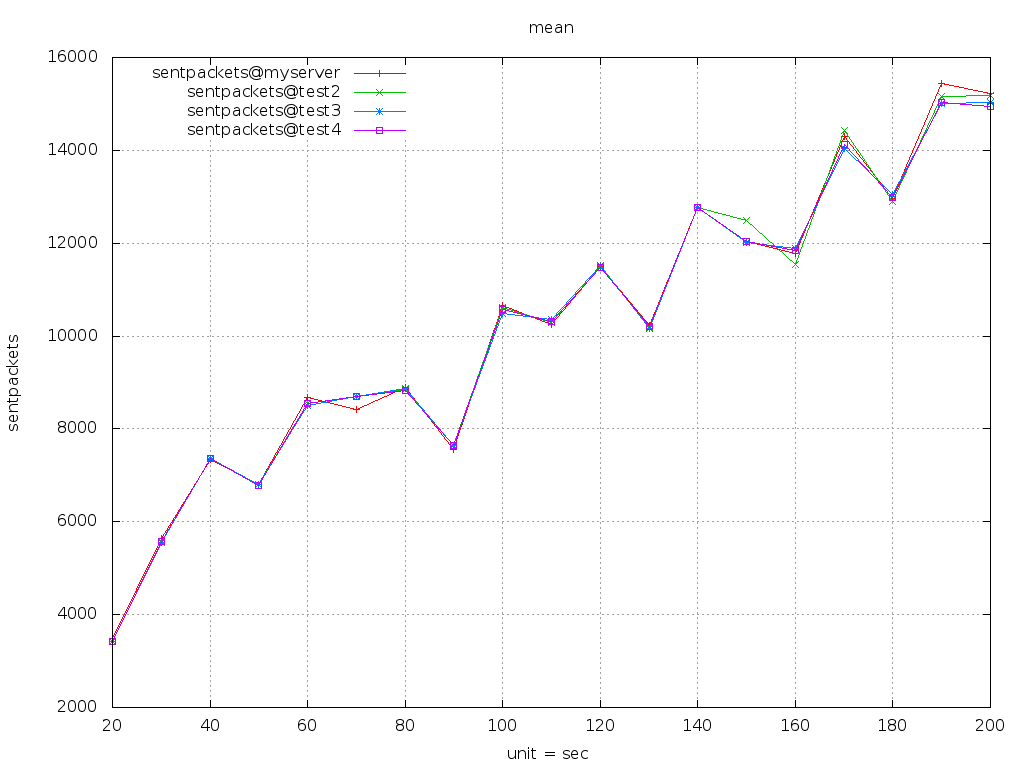 mean
16000
14000
12000
10000
8000
6000
4000
2000
sentpackets
sentpackets@myserver
sentpackets@test2
sentpackets@test3
sentpackets@test4
20 40 60 80 100 120 140 160 180 200
unit = sec